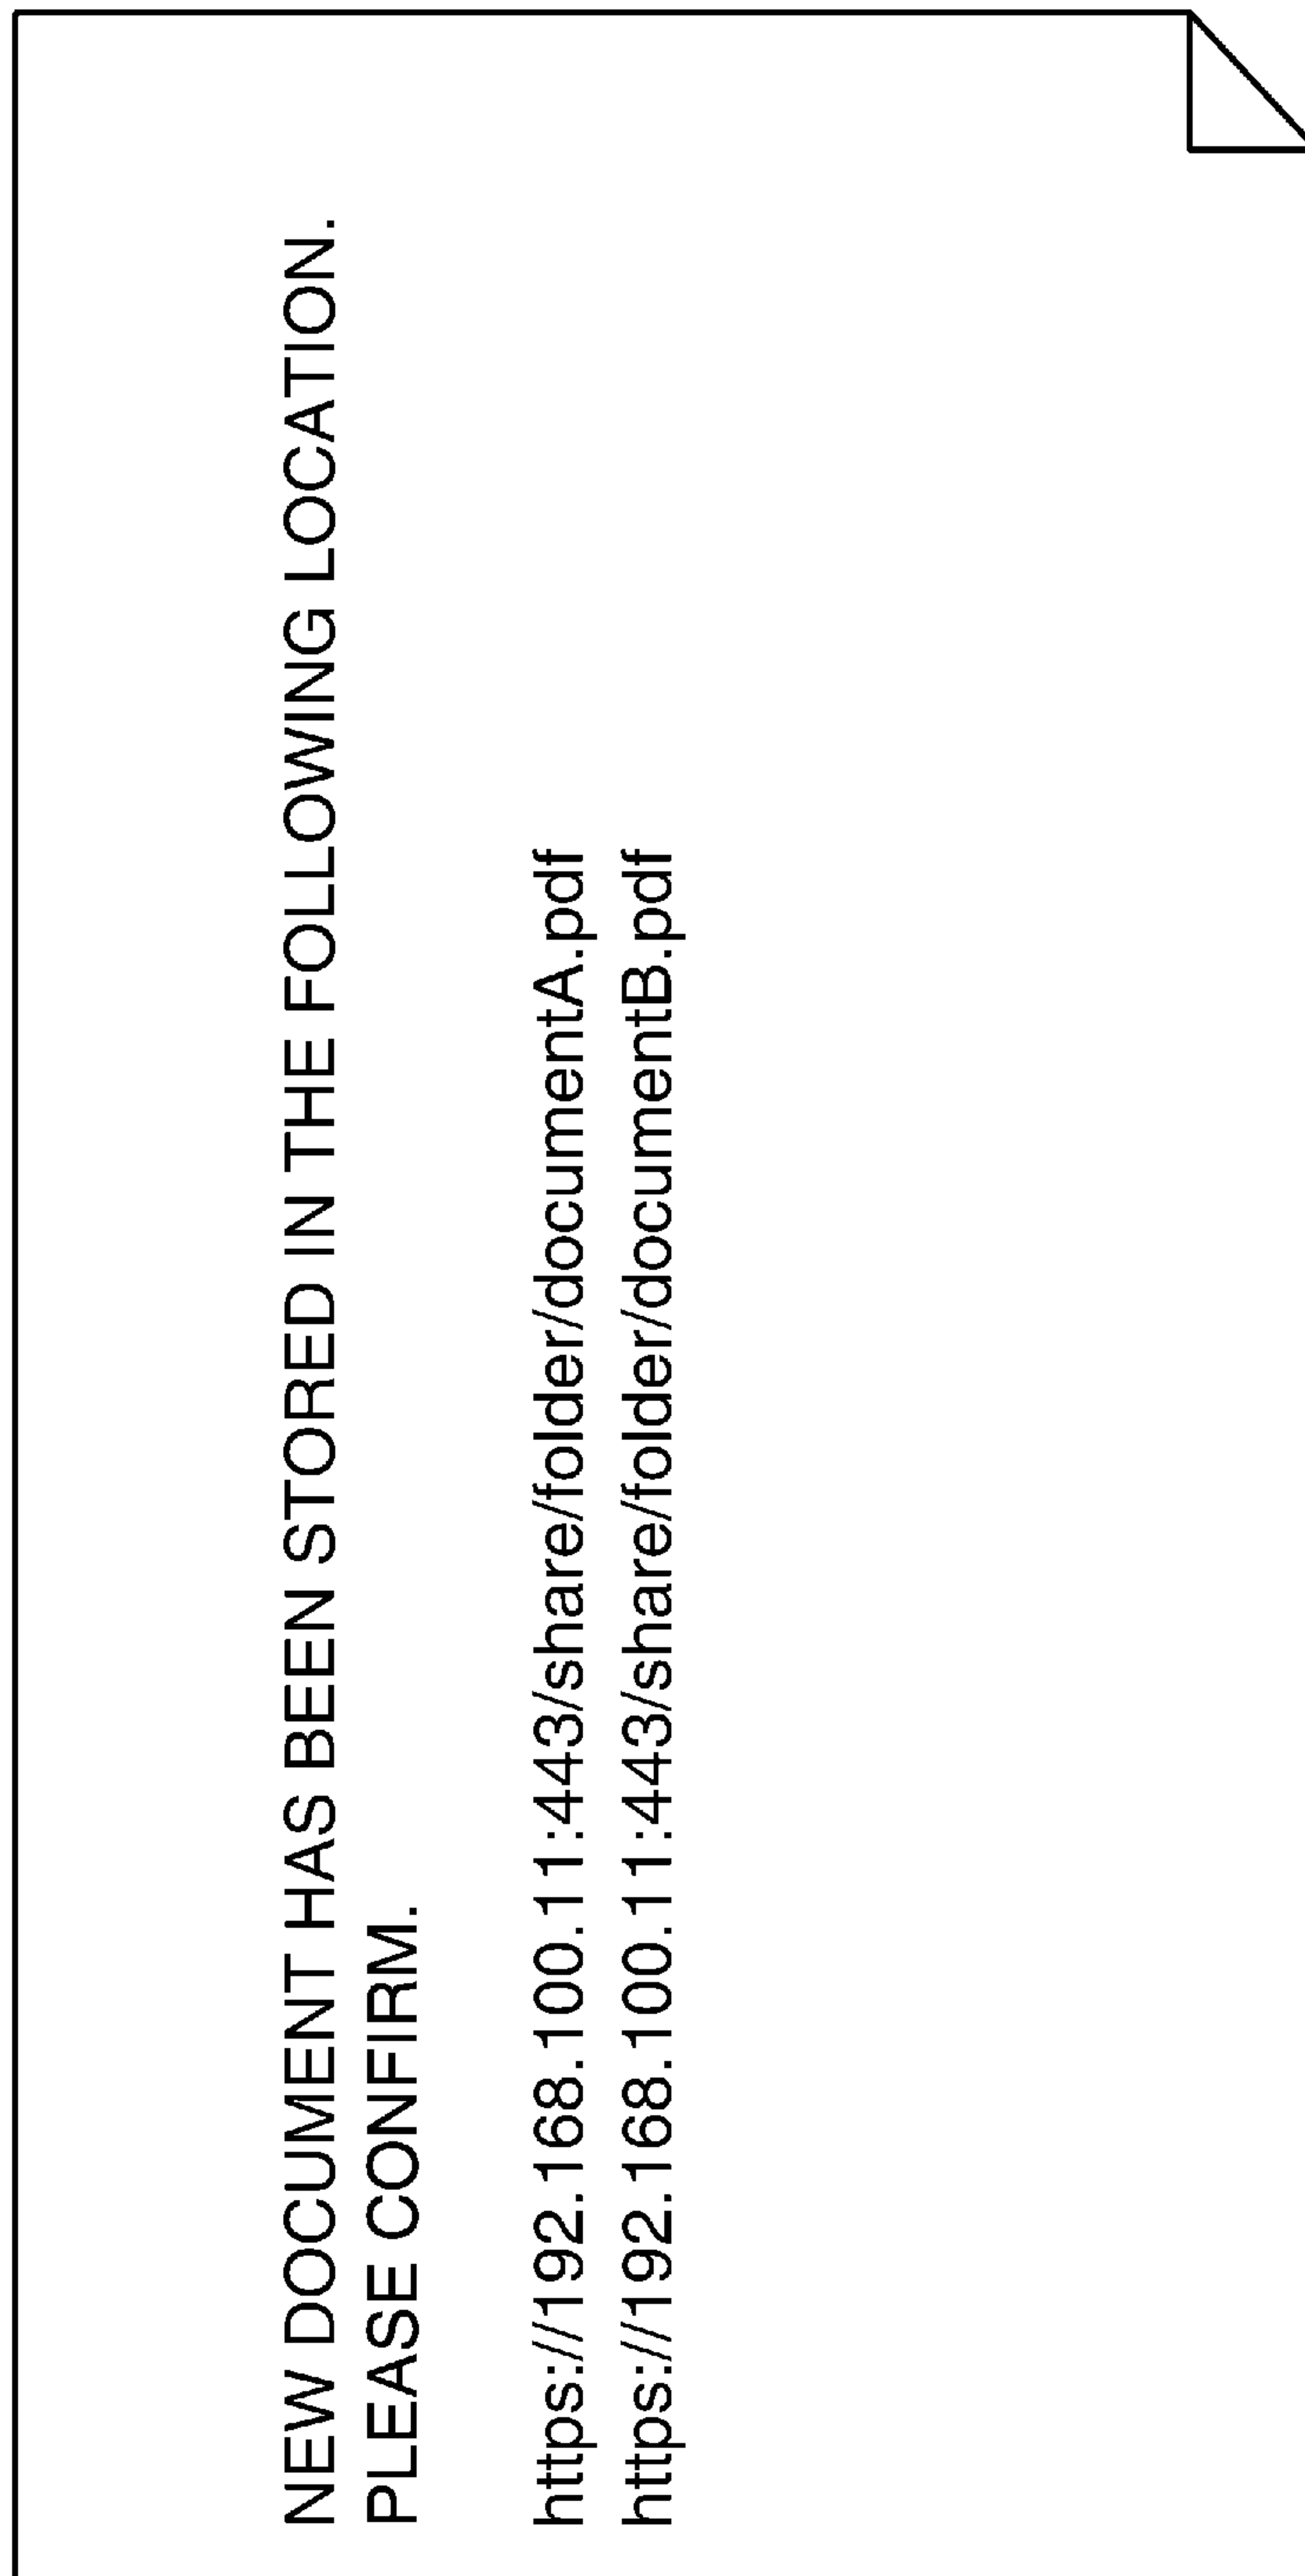 NEW DOCUMENT HAS BEEN STORED IN THE FOLLOWING LOCATION.
PLEASE CONFIRM.
https://192.168.100.11:443/share/folder/documentA.pdf
https://192.168.100.11:443/share/folder/documentB.pdf